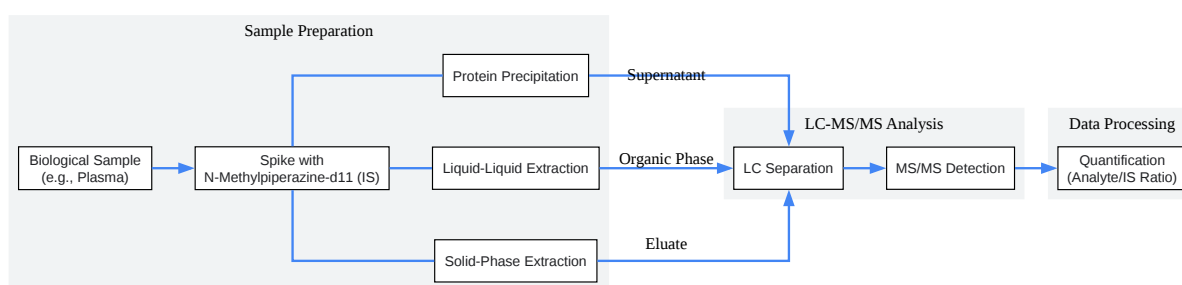 Sample Preparation
Protein Precipitation
Supernatant
LC-MS/MS Analysis
Data Processing
Biological Sample
(e.g., Plasma)
Spike with
N-Methylpiperazine-d11 (IS)
Liquid-Liquid Extraction
Organic Phase
LC Separation
MS/MS Detection
Quantification
(Analyte/IS Ratio)
Solid-Phase Extraction
Eluate